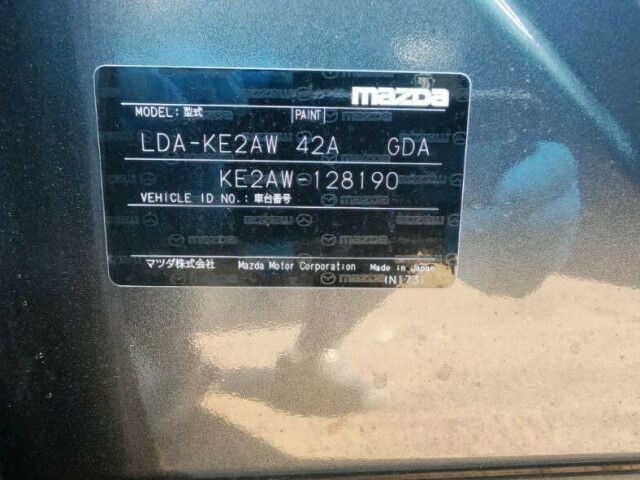 mazda
MODEL:型式 PAINT
LDA-KE2AW 42A GDA
KE2AW-128190
VEHICLE ID NO.:車台番号
マツダ株式会社 Mazda Motor Corporation Made in Japan
(N173)